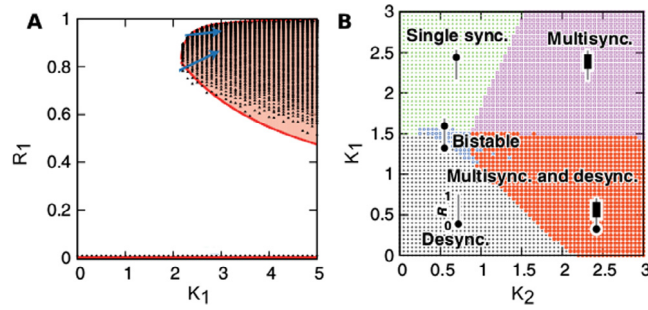 A
R1
1
0.8
0.6
0.4
0.2
0
0 1 2 3 4 5
K1
B
K1
3
2.5
2
1.5
1
0.5
0
Single sync.
Multisync.
Bistable
Multisync. and desync.
1
R
0
Desync.
0 0.5 1 1.5 2 2.5 3
K2